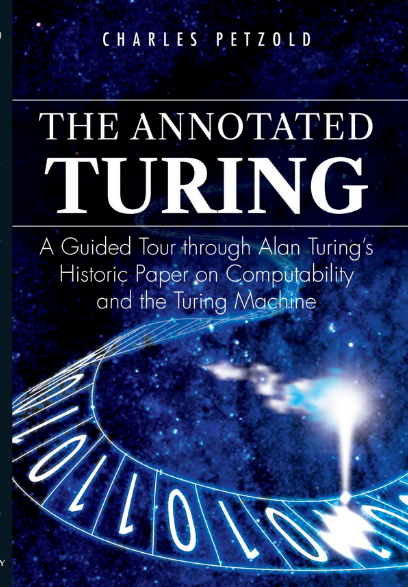 CHARLES PETZOLD
THE ANNOTATED
TURING
A Guided Tour through Alan Turing's
Historic Paper on Computability
and the Turing Machine